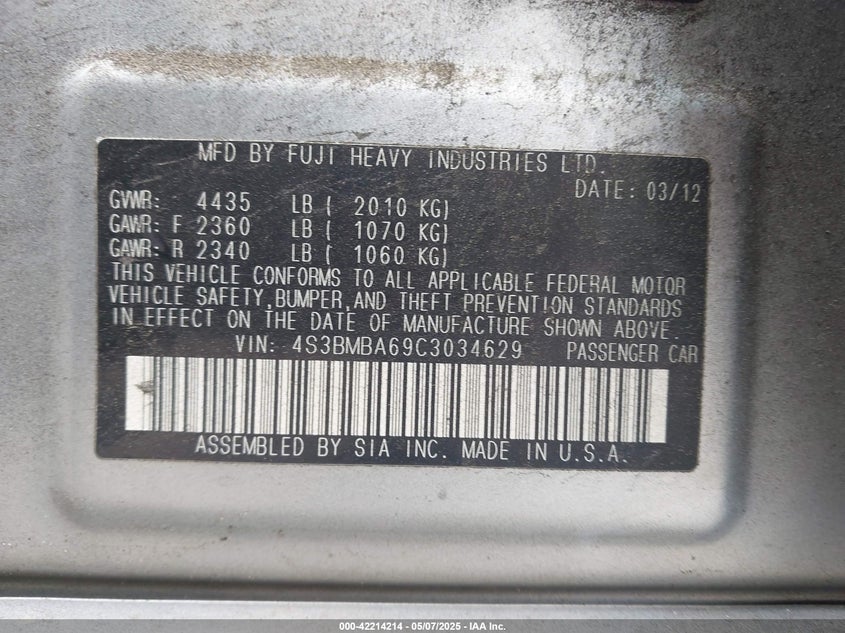 MFD BY FUJI HEAVY INDUSTRIES LTD.
DATE: 03/12
GVWR: 4435 LB ( 2010 KG)
GAWR: F 2360 LB ( 1070 KG)
GAWR: R 2340 LB ( 1060 KG)
THIS VEHICLE CONFORMS TO ALL APPLICABLE FEDERAL MOTOR
VEHICLE SAFETY,BUMPER,AND THEFT PREVENTION STANDARDS
IN EFFECT ON THE DATE OF MANUFACTURE SHOWN ABOVE.
VIN: 4S3BMBA69C3034629 PASSENGER CAR
ASSEMBLED BY SIA INC. MADE IN U.S.A.
000-42214214 - 05/07/2025 - IAA Inc.